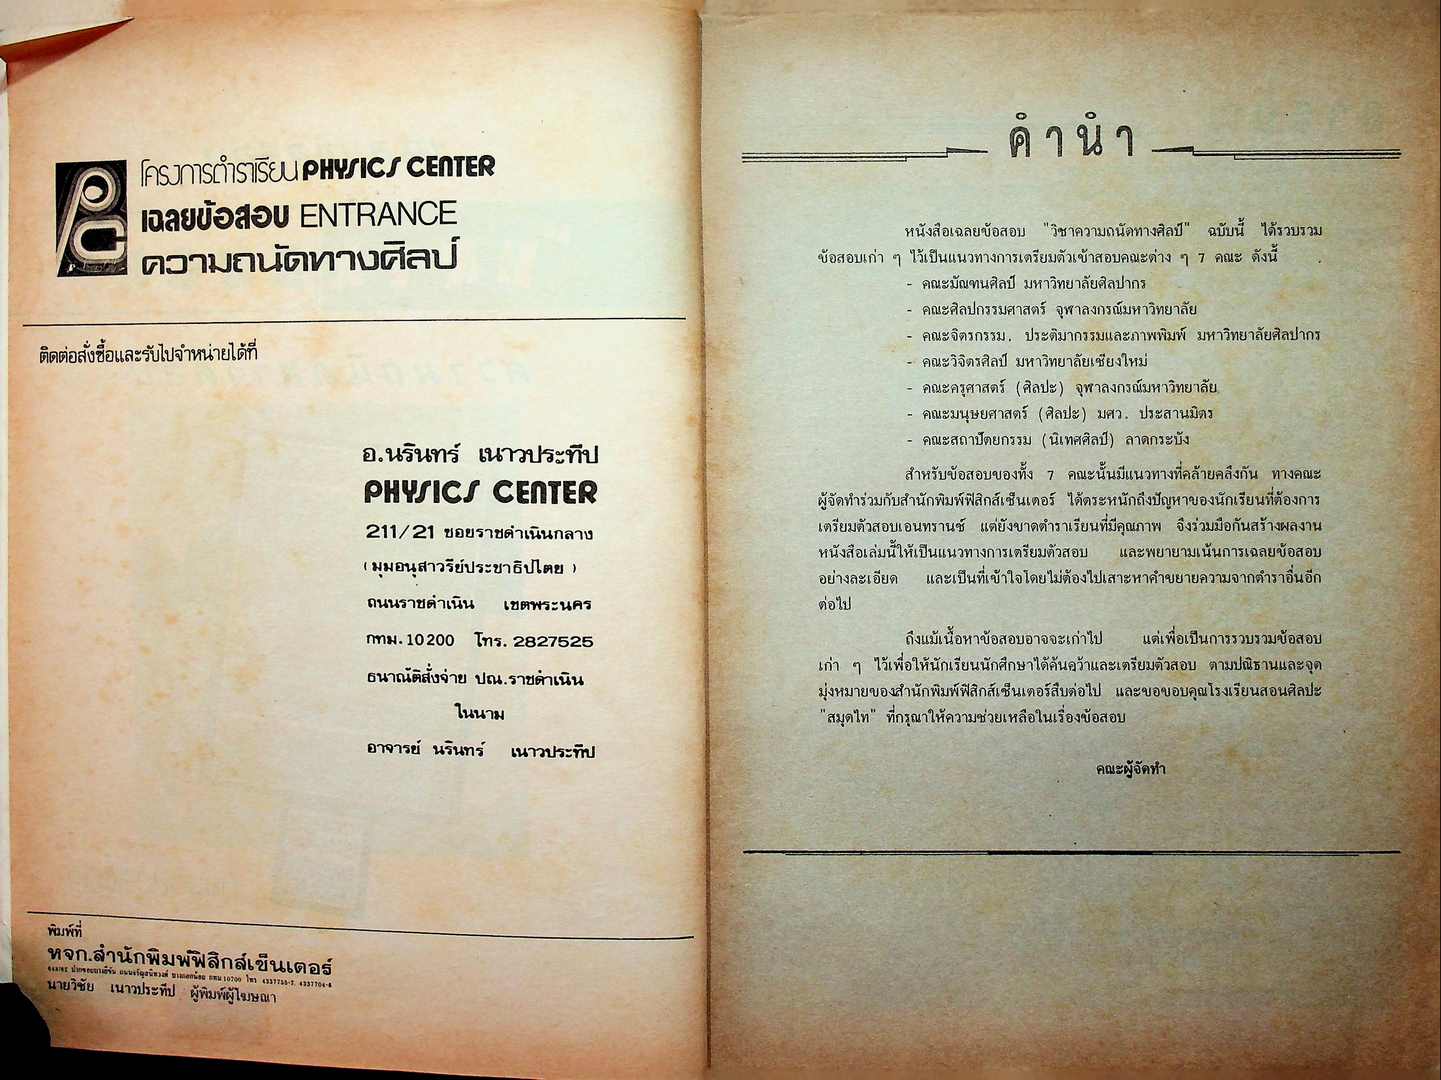 โครงการตำราเรียน PHYSICS CENTER
เฉลยข้อสอบ ENTRANCE
ความถนัดทางศิลป์
ติดต่อสั่งซื้อและรับไปจำหน่ายได้ที่
อ.นรินทร์ เนาวประทีป
PHYSICS CENTER
211/21 ซอยราชดำเนินกลาง
(มุมอนุสาวรีย์ประชาธิปไตย)
ถนนราชดำเนิน เขตพระนคร
กทม. 10200 โทร. 2827525
ธนาณัติสั่งจ่าย ปณ.ราชดำเนิน
ในนาม
อาจารย์ นรินทร์ เนาวประทีป
พิมพ์ที่
หจก.สำนักพิมพ์ฟิสิกส์เซ็นเตอร์
ถนนจรัญสนิทวงศ์ บางกอกน้อย กทม 10700 โทร
นายวิชัย เนาวประทีป ผู้พิมพ์ผู้โฆษณา
คำนำ
หนังสือเฉลยข้อสอบ "วิชาความถนัดทางศิลป์" ฉบับนี้ ได้รวบรวม
ข้อสอบเก่า ๆ ไว้เป็นแนวทางการเตรียมตัวเข้าสอบคณะต่าง ๆ 7 คณะ ดังนี้
- คณะมัณฑนศิลป์ มหาวิทยาลัยศิลปากร
- คณะศิลปกรรมศาสตร์ จุฬาลงกรณ์มหาวิทยาลัย
- คณะจิตรกรรม, ประติมากรรมและภาพพิมพ์ มหาวิทยาลัยศิลปากร
- คณะวิจิตรศิลป์ มหาวิทยาลัยเชียงใหม่
- คณะครุศาสตร์ (ศิลปะ) จุฬาลงกรณ์มหาวิทยาลัย
- คณะมนุษยศาสตร์ (ศิลปะ) มศว. ประสานมิตร
- คณะสถาปัตยกรรม (นิเทศศิลป์) ลาดกระบัง
สำหรับข้อสอบของทั้ง 7 คณะนั้นมีแนวทางที่คล้ายคลึงกัน ทางคณะ
ผู้จัดทำร่วมกับสำนักพิมพ์ฟิสิกส์เซ็นเตอร์ ได้ตระหนักถึงปัญหาของนักเรียนที่ต้องการ
เตรียมตัวสอบเอนทรานซ์ แต่ยังขาดตำราเรียนที่มีคุณภาพ จึงร่วมมือกันสร้างผลงาน
หนังสือเล่มนี้ให้เป็นแนวทางการเตรียมตัวสอบ และพยายามเน้นการเฉลยข้อสอบ
อย่างละเอียด และเป็นที่เข้าใจโดยไม่ต้องไปเสาะหาคำขยายความจากตำราอื่นอีก
ต่อไป
ถึงแม้เนื้อหาข้อสอบอาจจะเก่าไป แต่เพื่อเป็นการรวบรวมข้อสอบ
เก่า ๆ ไว้เพื่อให้นักเรียนนักศึกษาได้ค้นคว้าและเตรียมตัวสอบ ตามปณิธานและจุด
มุ่งหมายของสำนักพิมพ์ฟิสิกส์เซ็นเตอร์สืบต่อไป และขอขอบคุณโรงเรียนสอนศิลปะ
"สมุดไท" ที่กรุณาให้ความช่วยเหลือในเรื่องข้อสอบ
คณะผู้จัดทำ